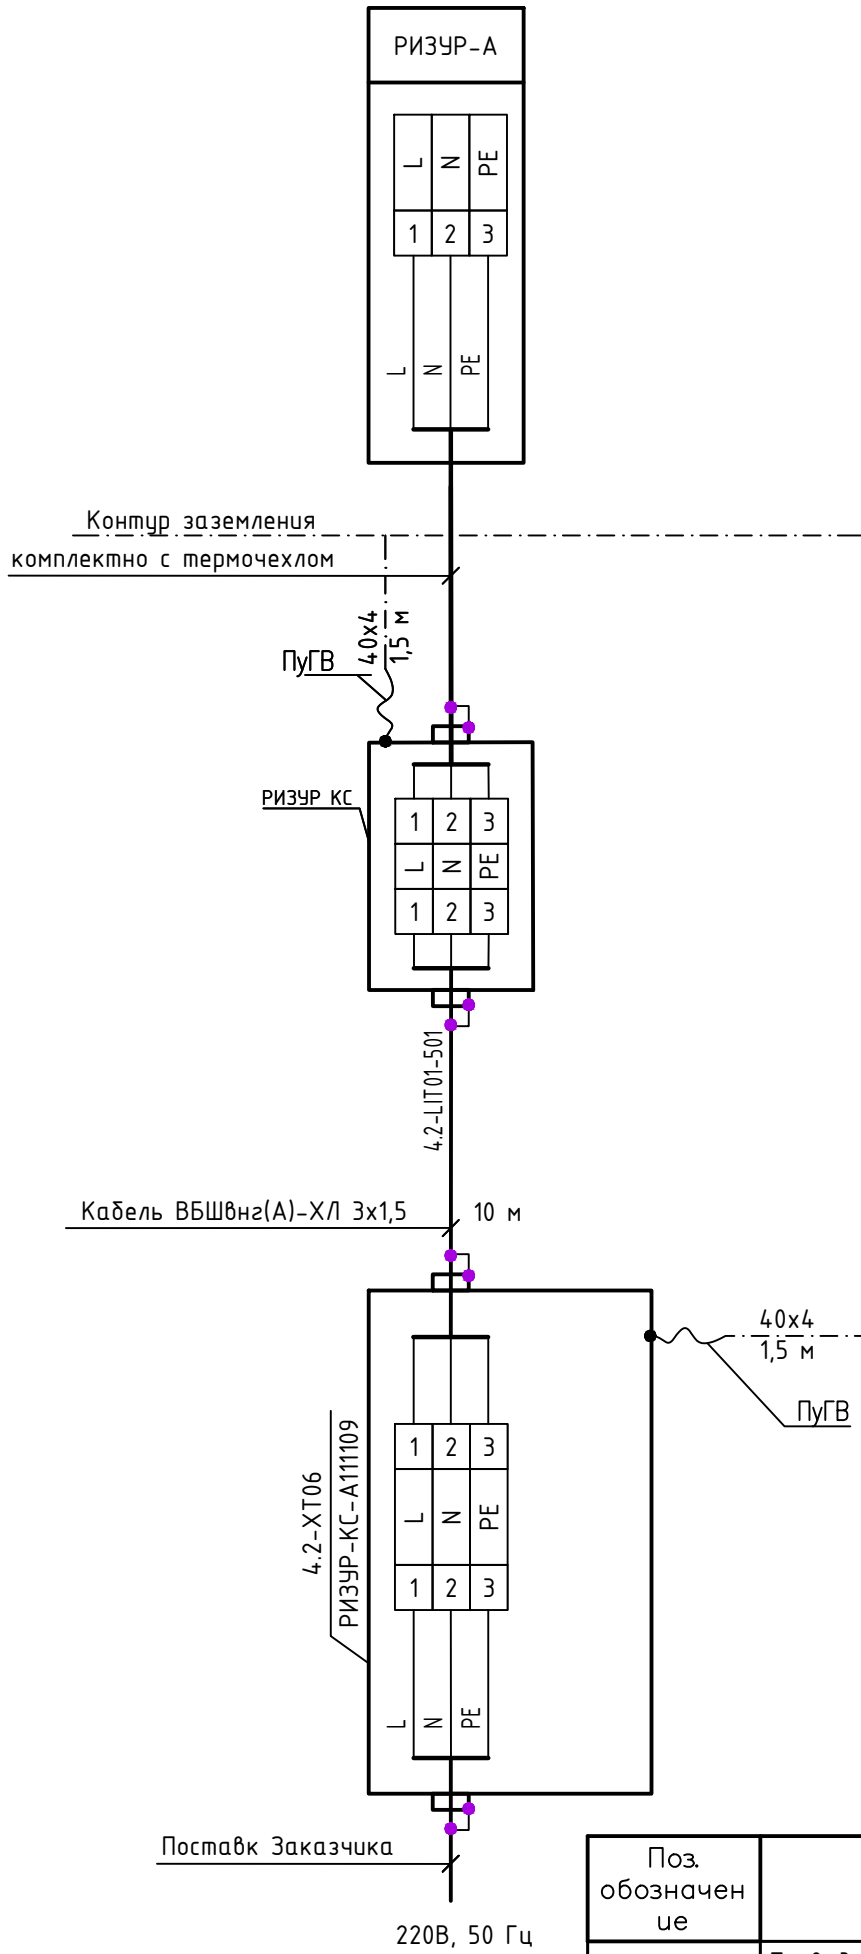 РИЗУР-А
L N PE
1 2 3
L N PE
Контур заземления
комплектно с термочехлом
40х4
1,5 м
ПуГВ
РИЗУР КС
1 2 3
L N PE
1 2 3
4.2-LIT01-501
Кабель ВБШвнг(А)-ХЛ 3х1,5 10 м
40х4
1,5 м
ПуГВ
1 2 3
L N PE
1 2 3
4.2-XT06
РИЗУР-КС-А111109
L N PE
Поставк Заказчика
220В, 50 Гц
Поз.
обозначен
ие